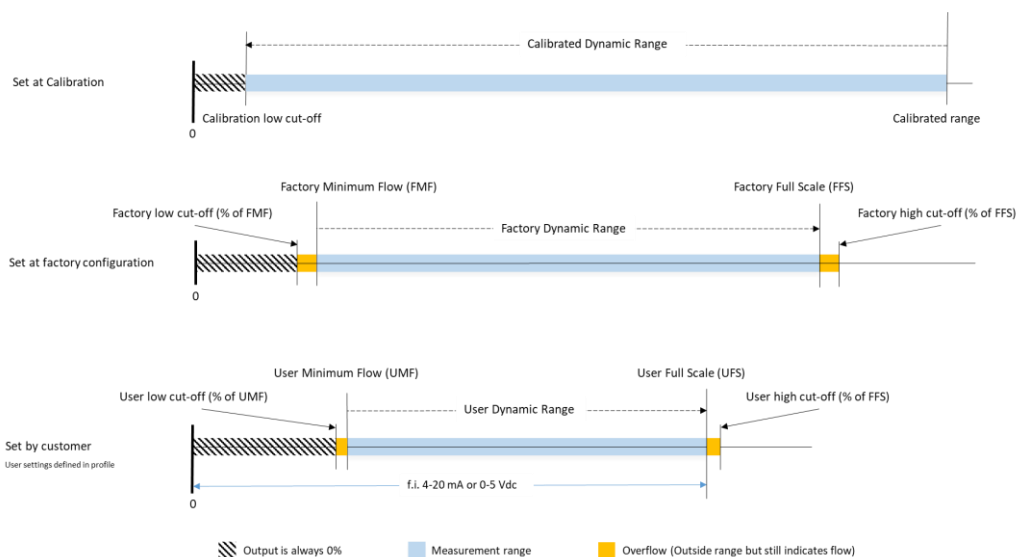 Calibrated Dynamic Range
Set at Calibration
Calibration low cut-off
Calibrated range
0
Factory Minimum Flow (FMF)
Factory Full Scale (FFS)
Factory low cut-off (% of FMF)
Factory high cut-off (% of FFS)
Factory Dynamic Range
Set at factory configuration
0
User Minimum Flow (UMF)
User Full Scale (UFS)
User low cut-off (% of UMF)
User high cut-off (% of FFS)
User Dynamic Range
Set by customer
User settings defined in profile
f.i. 4-20 mA or 0-5 Vdc
0
Output is always 0%
Measurement range
Overflow (Outside range but still indicates flow)